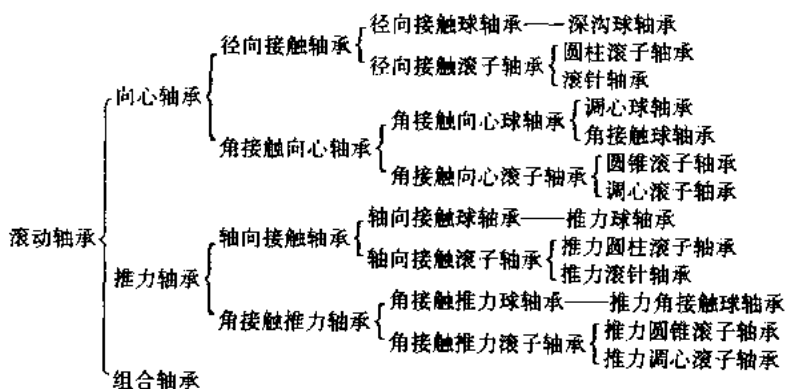 径向接触球轴承——深沟球轴承
径向接触轴承
圆柱滚子轴承
径向接触滚子轴承
滚针轴承
向心轴承
调心球轴承
角接触向心球轴承
角接触球轴承
角接触向心轴承
圆锥滚子轴承
角接触向心滚子轴承
调心滚子轴承
滚动轴承
轴向接触球轴承——推力球轴承
轴向接触轴承
推力圆柱滚子轴承
轴向接触滚子轴承
推力滚针轴承
推力轴承
角接触推力球轴承——推力角接触球轴承
角接触推力轴承
推力圆锥滚子轴承
角接触推力滚子轴承
推力调心滚子轴承
组合轴承